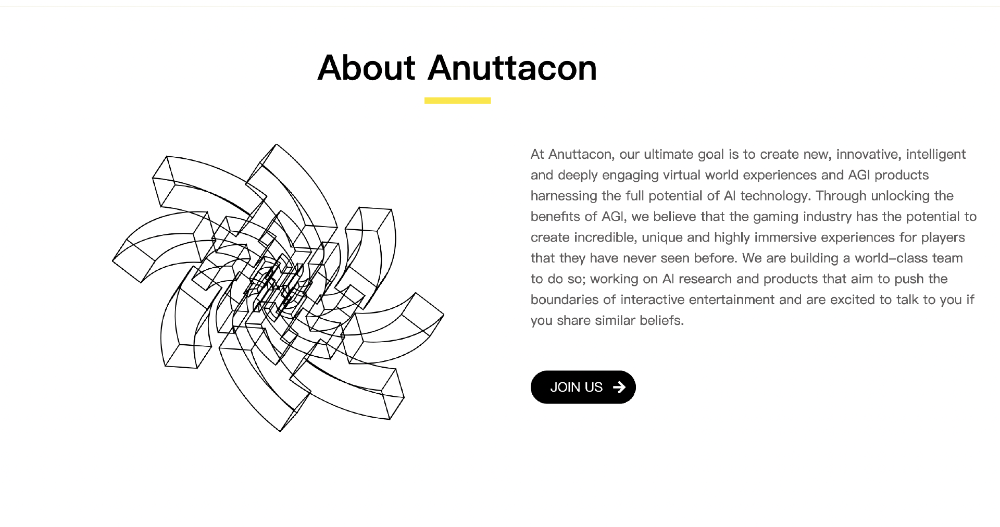 About Anuttacon
At Anuttacon, our ultimate goal is to create new, innovative, intelligent
and deeply engaging virtual world experiences and AGI products
harnessing the full potential of AI technology. Through unlocking the
benefits of AGI, we believe that the gaming industry has the potential to
create incredible, unique and highly immersive experiences for players
that they have never seen before. We are building a world-class team
to do so; working on AI research and products that aim to push the
boundaries of interactive entertainment and are excited to talk to you if
you share similar beliefs.
JOIN US